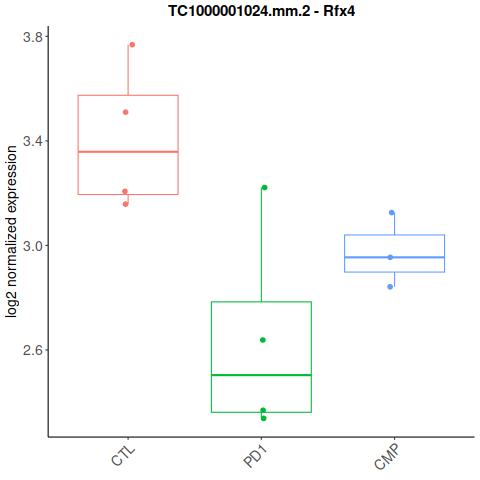 TC1000001024.mm.2 - Rfx4
log2 normalized expression
3.8
3.4
3.0
2.6
CTL
PD1
CMP